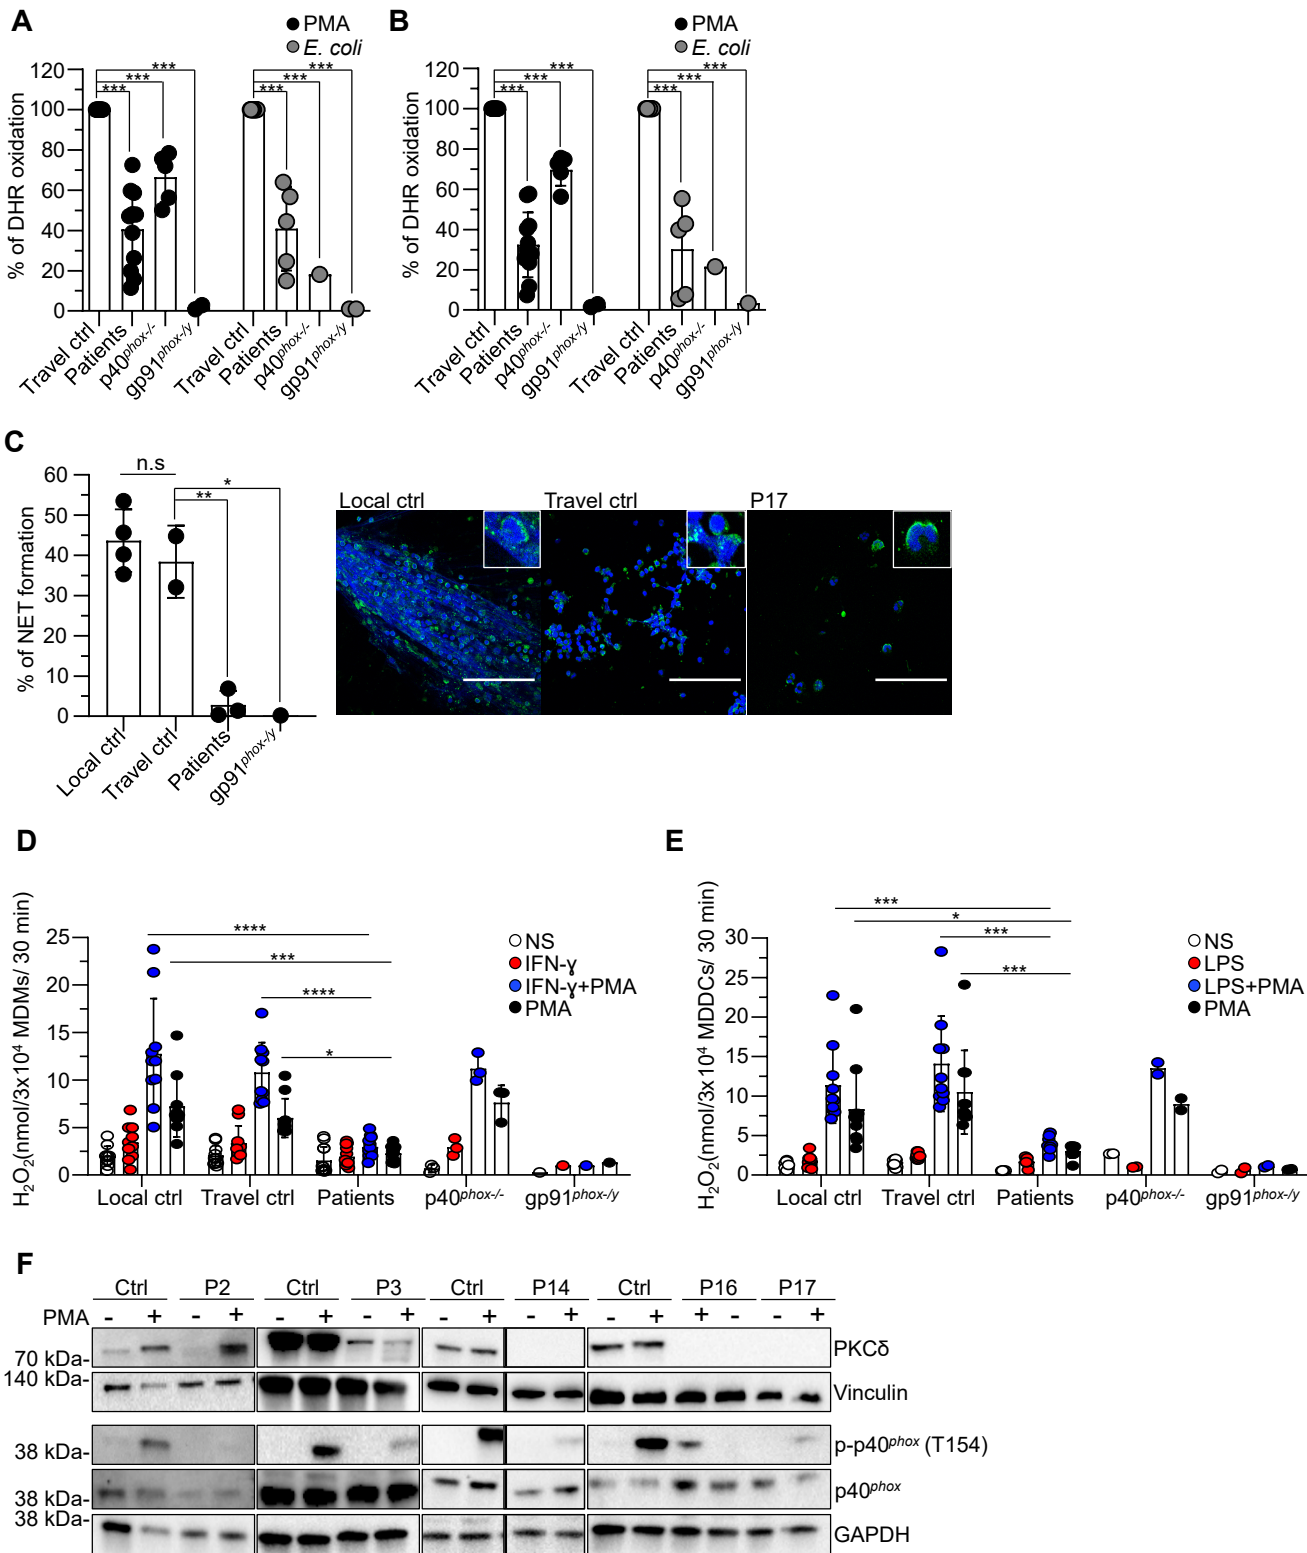 A
● PMA
● E. coli
% of DHR oxidation
120
100
80
60
40
20
0
*** *** *** *** *** ***
Travel ctrl Patients p40phox-/- gp91phox-/y Travel ctrl Patients p40phox-/- gp91phox-/y
B
● PMA
● E. coli
% of DHR oxidation
120
100
80
60
40
20
0
*** *** *** *** *** ***
Travel ctrl Patients p40phox-/- gp91phox-/y Travel ctrl Patients p40phox-/- gp91phox-/y
C
% of NET formation
60
50
40
30
20
10
0
n.s
*
**
Local ctrl Travel ctrl Patients gp91phox-/y
Local ctrl Travel ctrl P17
D
H2O2(nmol/3x10⁴ MDMs/ 30 min)
25
20
15
10
5
0
****
***
****
*
NS
IFN-ɣ
IFN-ɣ+PMA
PMA
Local ctrl Travel ctrl Patients p40phox-/- gp91phox-/y
E
H2O2(nmol/3x 10⁴ MDDCs/ 30 min)
30
25
20
15
10
5
0
***
*
***
***
NS
LPS
LPS+PMA
PMA
Local ctrl Travel ctrl Patients p40phox-/- gp91phox-/y
F
Ctrl P2 Ctrl P3 Ctrl P14 Ctrl P16 P17
PMA - + - + - + - + - + - + - + + - - +
70 kDa- PKCδ
140 kDa- Vinculin
38 kDa- p-p40phox (T154)
38 kDa- p40phox
38 kDa- GAPDH